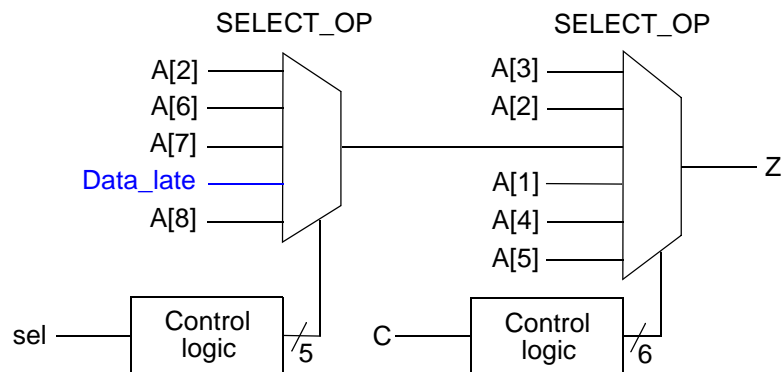 SELECT_OP
SELECT_OP
A[2]
A[6]
A[7]
Data_late
A[8]
A[3]
A[2]
A[1]
A[4]
A[5]
Z
sel
Control
logic
5
C
Control
logic
6